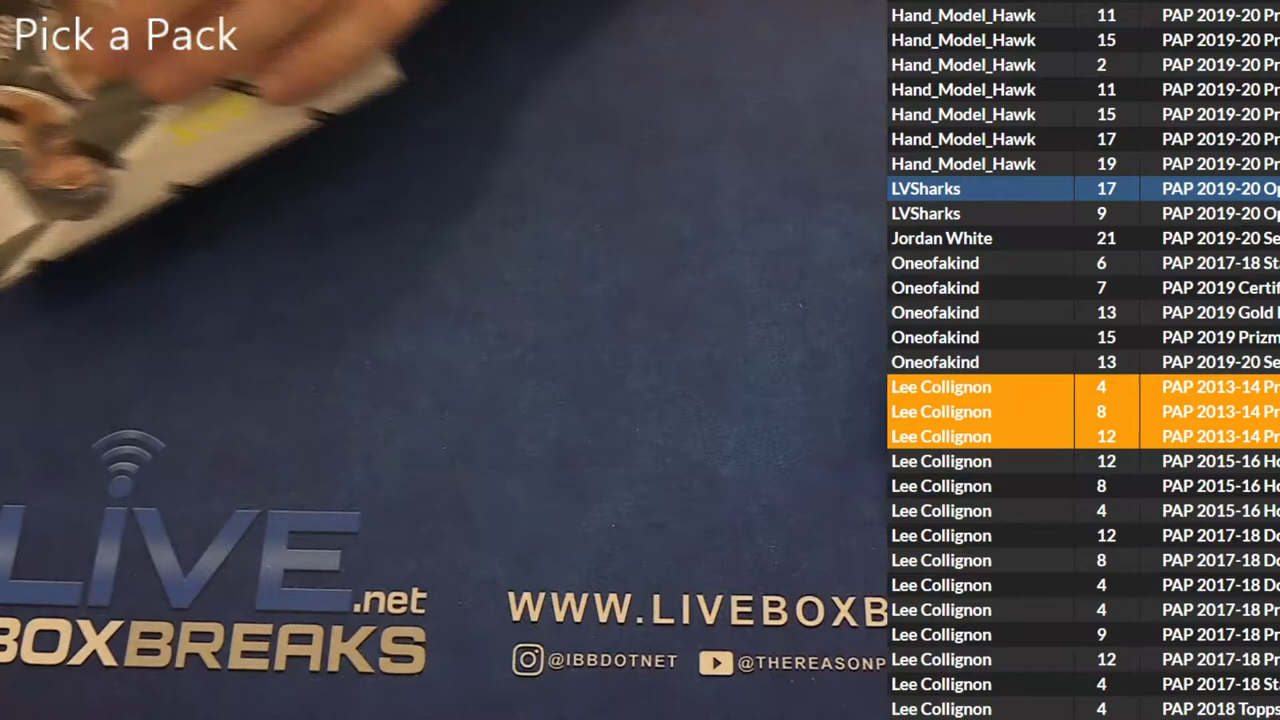 Pick a Pack
Hand_Model_Hawk 11 PAP 2019-20 Pr
Hand_Model_Hawk 15 PAP 2019-20 Pr
Hand_Model_Hawk 2 PAP 2019-20 Pr
Hand_Model_Hawk 11 PAP 2019-20 Pr
Hand_Model_Hawk 15 PAP 2019-20 Pr
Hand_Model_Hawk 17 PAP 2019-20 Pr
Hand_Model_Hawk 19 PAP 2019-20 Pr
LVSharks 17 PAP 2019-20 Op
LVSharks 9 PAP 2019-20 Op
Jordan White 21 PAP 2019-20 Se
Oneofakind 6 PAP 2017-18 St
Oneofakind 7 PAP 2019 Certif
Oneofakind 13 PAP 2019 Gold
Oneofakind 15 PAP 2019 Prizm
Oneofakind 13 PAP 2019-20 Se
Lee Collignon 4 PAP 2013-14 Pr
Lee Collignon 8 PAP 2013-14 Pr
Lee Collignon 12 PAP 2013-14 Pr
Lee Collignon 12 PAP 2015-16 Ho
Lee Collignon 8 PAP 2015-16 Ho
Lee Collignon 4 PAP 2015-16 Ho
Lee Collignon 12 PAP 2017-18 Do
Lee Collignon 8 PAP 2017-18 Do
Lee Collignon 4 PAP 2017-18 Do
Lee Collignon 4 PAP 2017-18 Pr
Lee Collignon 9 PAP 2017-18 Pr
Lee Collignon 12 PAP 2017-18 Pr
Lee Collignon 4 PAP 2017-18 St
Lee Collignon 4 PAP 2018 Topps
LIVE
.net
BOXBREAKS
WWW.LIVEBOXB
@IBBDOTNET @THEREASONP